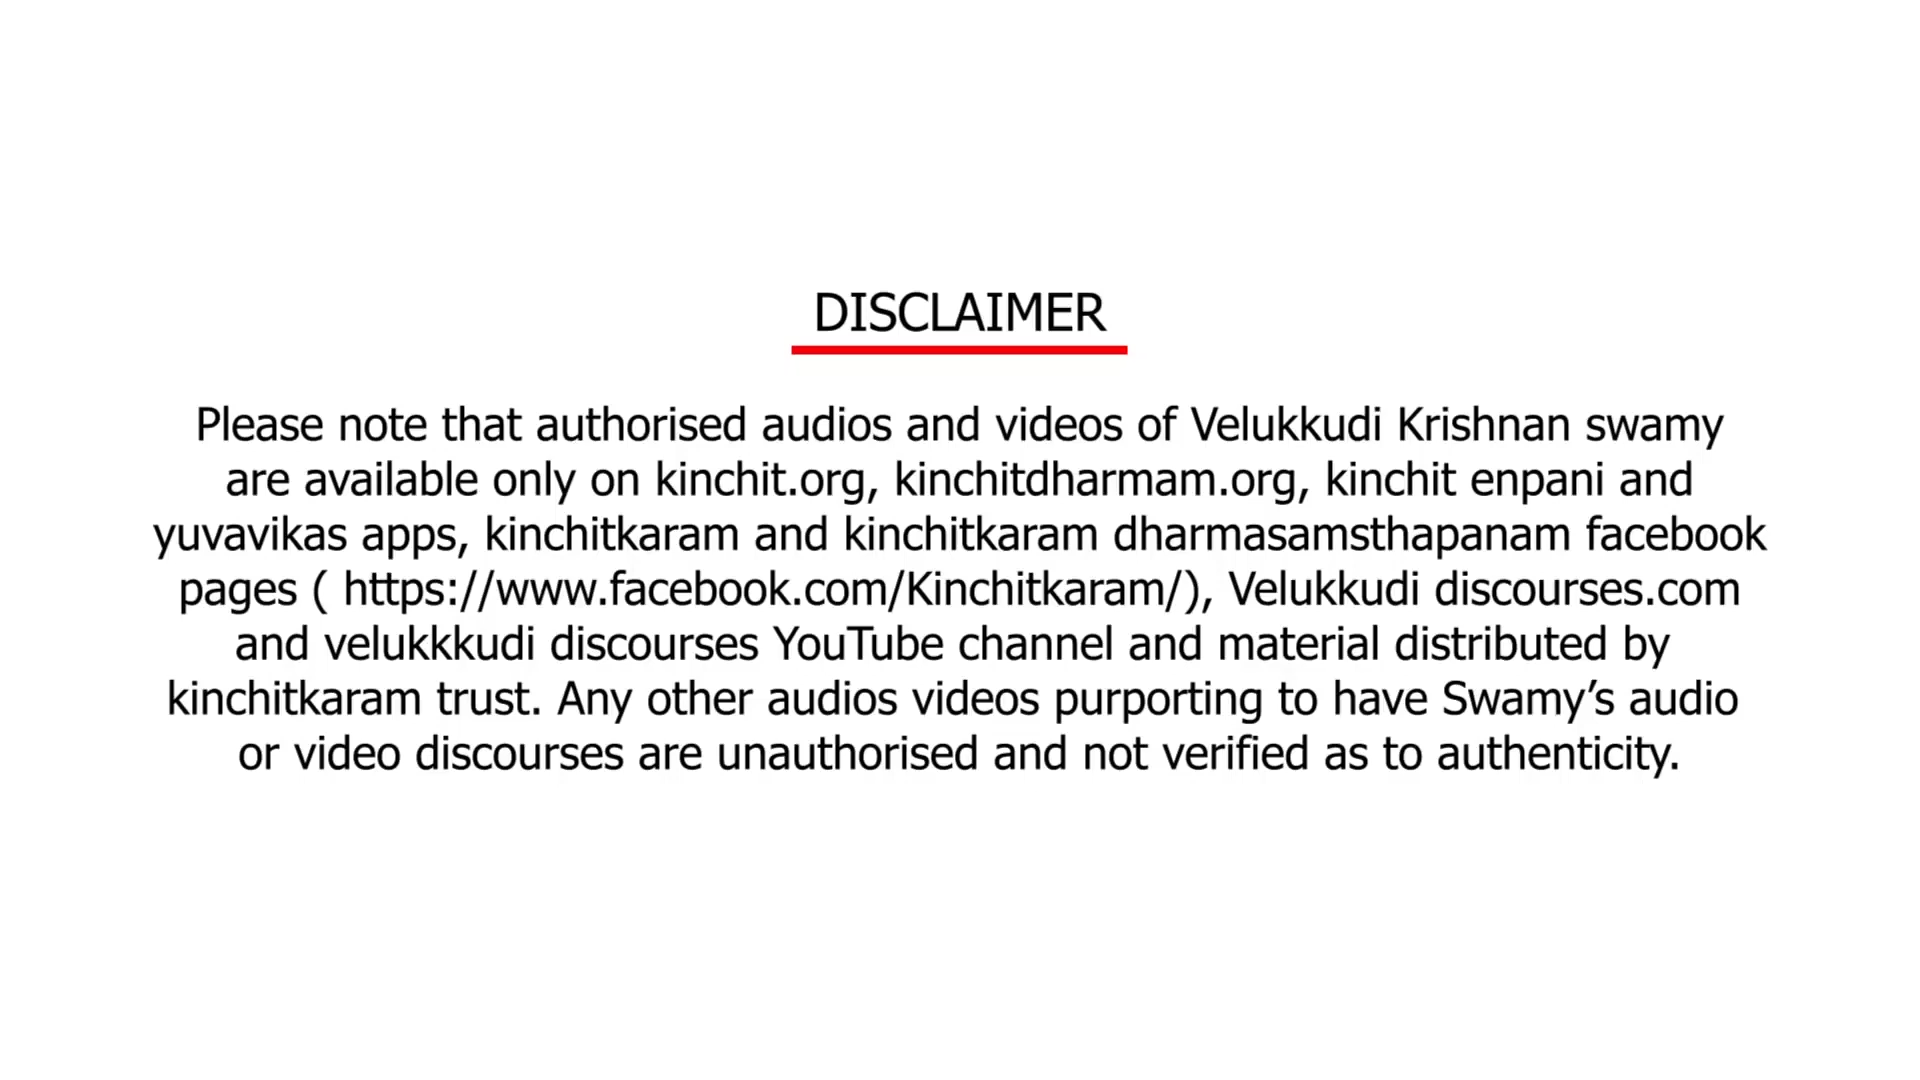 DISCLAIMER
Please note that authorised audios and videos of Velukkudi Krishnan swamy
are available only on kinchit.org, kinchitdharmam.org, kinchit enpani and
yuvavikas apps, kinchitkaram and kinchitkaram dharmasamsthapanam facebook
pages ( https://www.facebook.com/Kinchitkaram/), Velukkudi discourses.com
and velukkkudi discourses YouTube channel and material distributed by
kinchitkaram trust. Any other audios videos purporting to have Swamy’s audio
or video discourses are unauthorised and not verified as to authenticity.